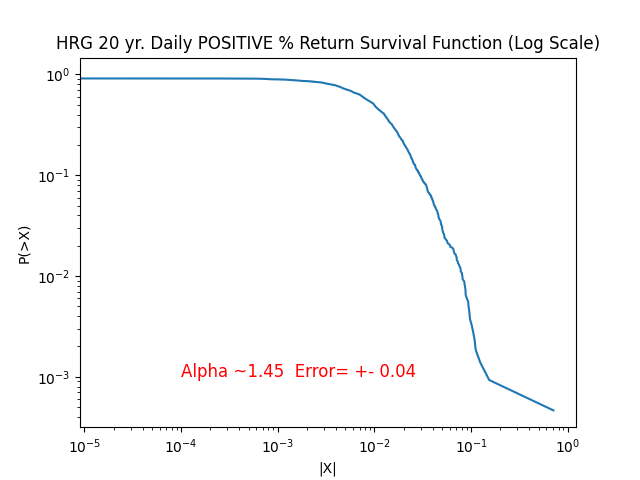 HRG 20 yr. Daily POSITIVE % Return Survival Function (Log Scale)
10⁰
10⁻¹
10⁻²
10⁻³
P(>X)
Alpha ~1.45  Error= +- 0.04
10⁻⁵ 10⁻⁴ 10⁻³ 10⁻² 10⁻¹ 10⁰
|X|